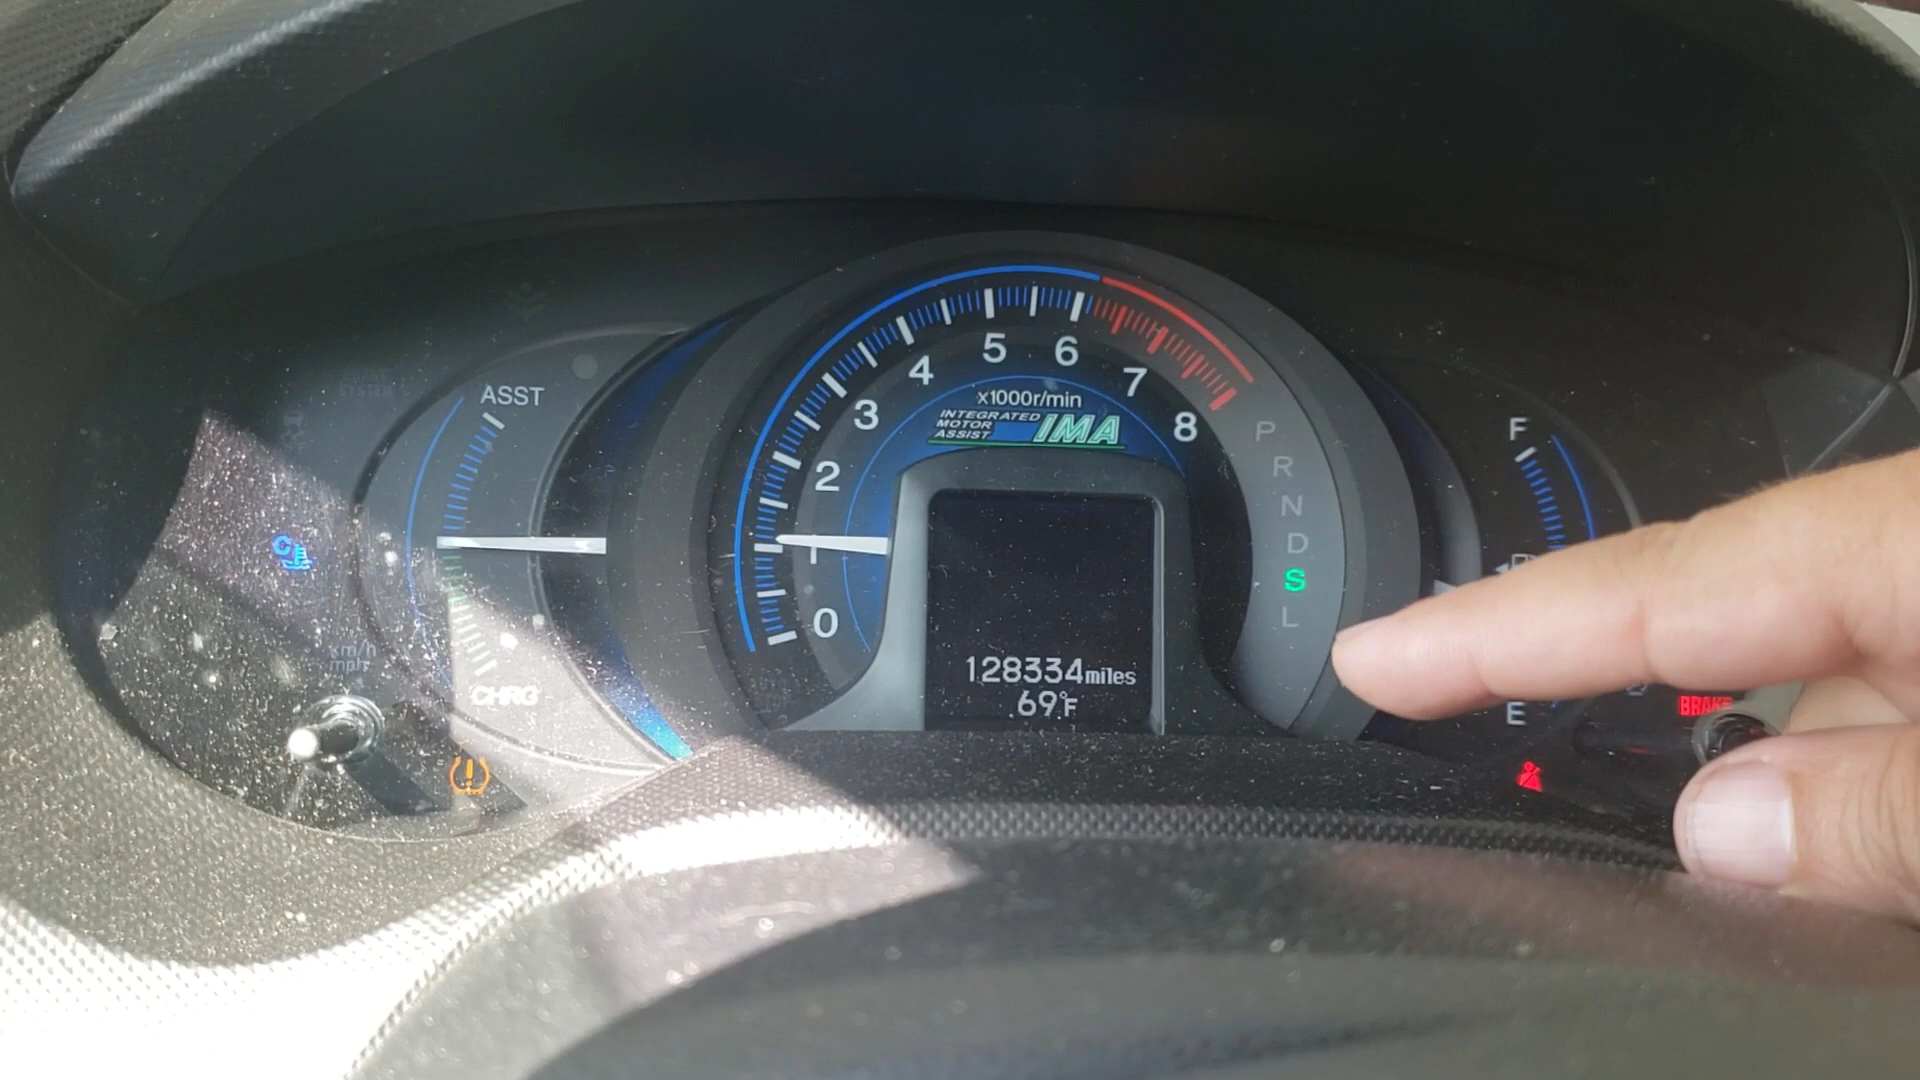 ASST
CHRG
km/h
mph
0
1
2
3
4
5
6
7
8
x1000r/min
INTEGRATED
MOTOR
ASSIST
IMA
128334miles
69°F
P
R
N
D
S
L
F
E
BRAKE
C